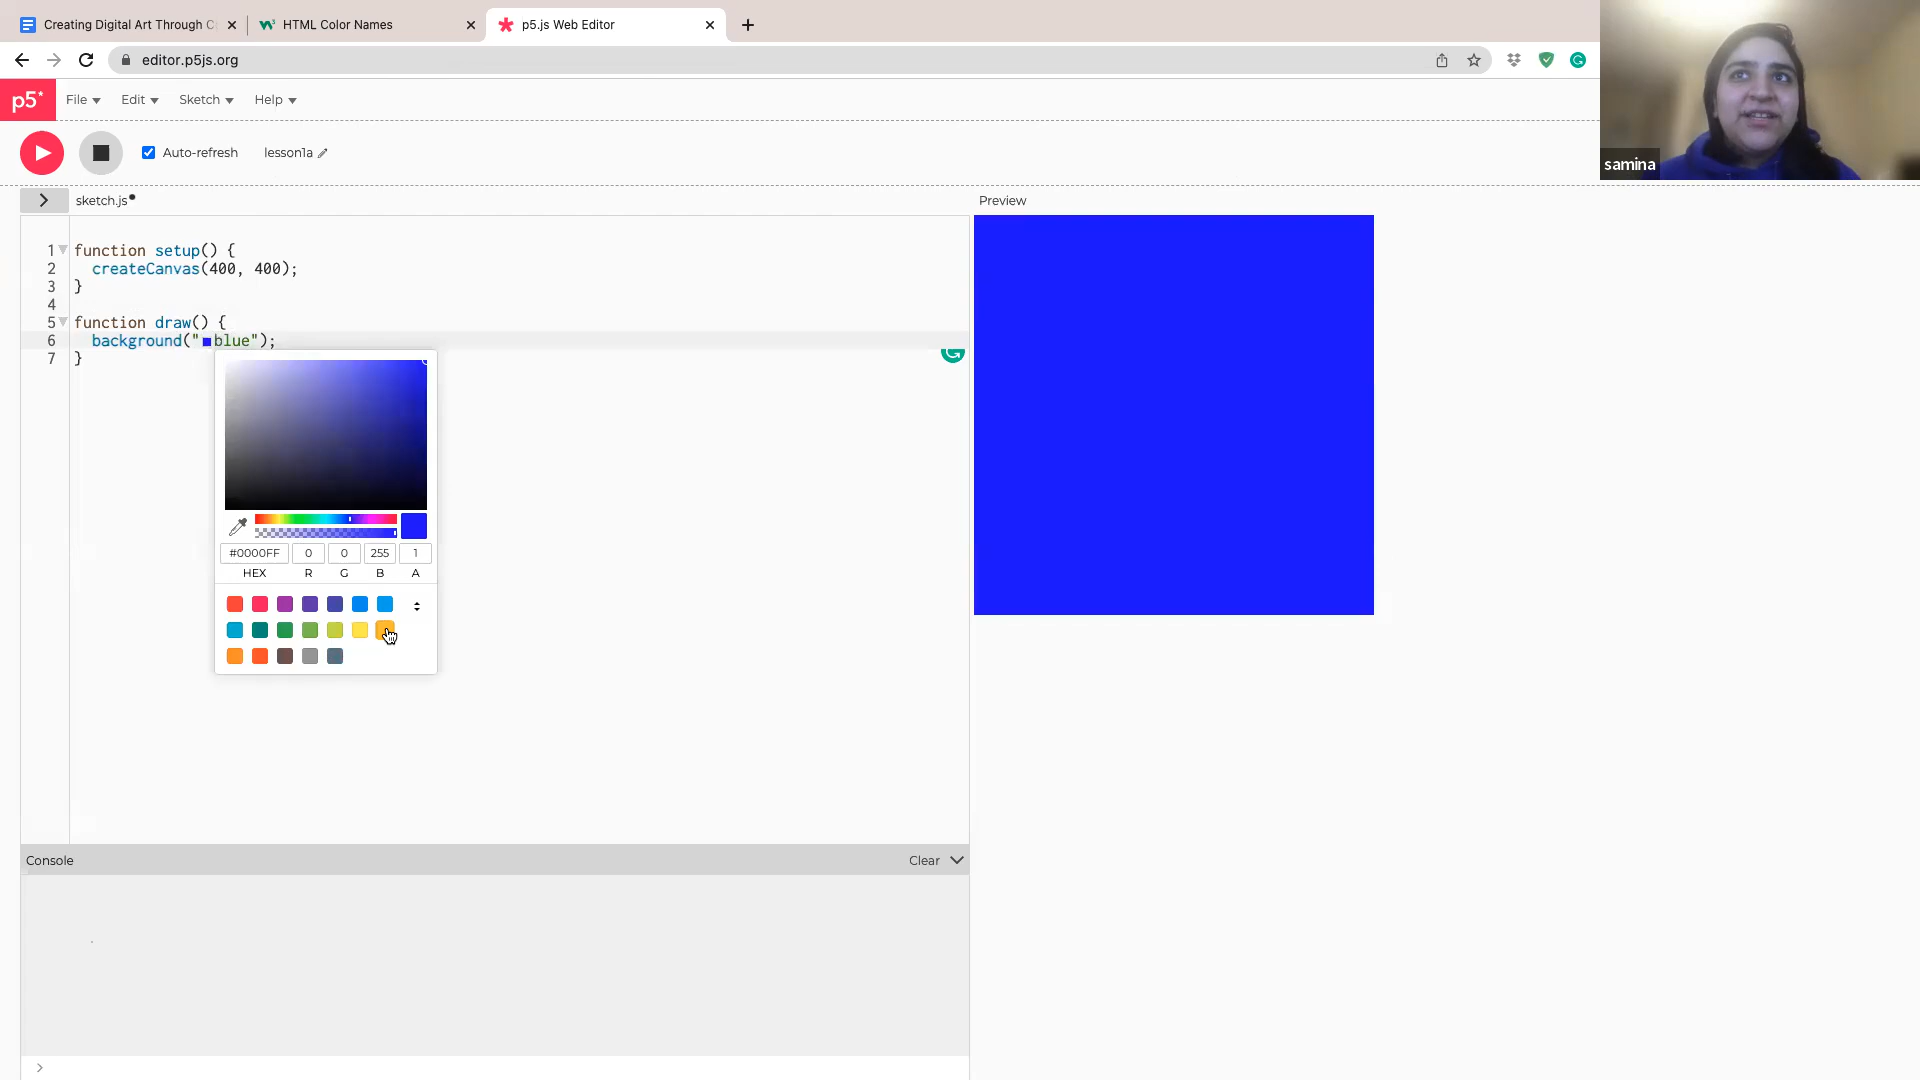 Creating Digital Art Through C
HTML Color Names
p5.js Web Editor
editor.p5js.org
p5*
File
Edit
Sketch
Help
Auto-refresh
lesson1a
samina
sketch.js
Preview
1 function setup() {
2 createCanvas(400, 400);
3 }
4
5 function draw() {
6 background("blue");
7 }
#0000FF 0 0 255 1
HEX R G B A
Console
Clear
>